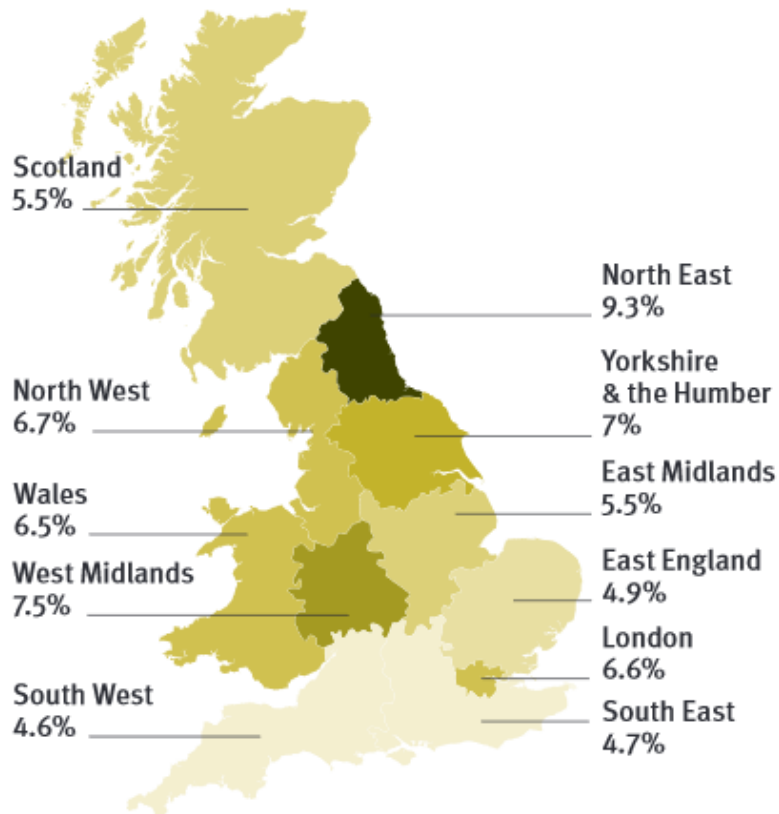 Scotland
5.5%
North West
6.7%
Wales
6.5%
West Midlands
7.5%
South West
4.6%
North East
9.3%
Yorkshire
& the Humber
7%
East Midlands
5.5%
East England
4.9%
London
6.6%
South East
4.7%